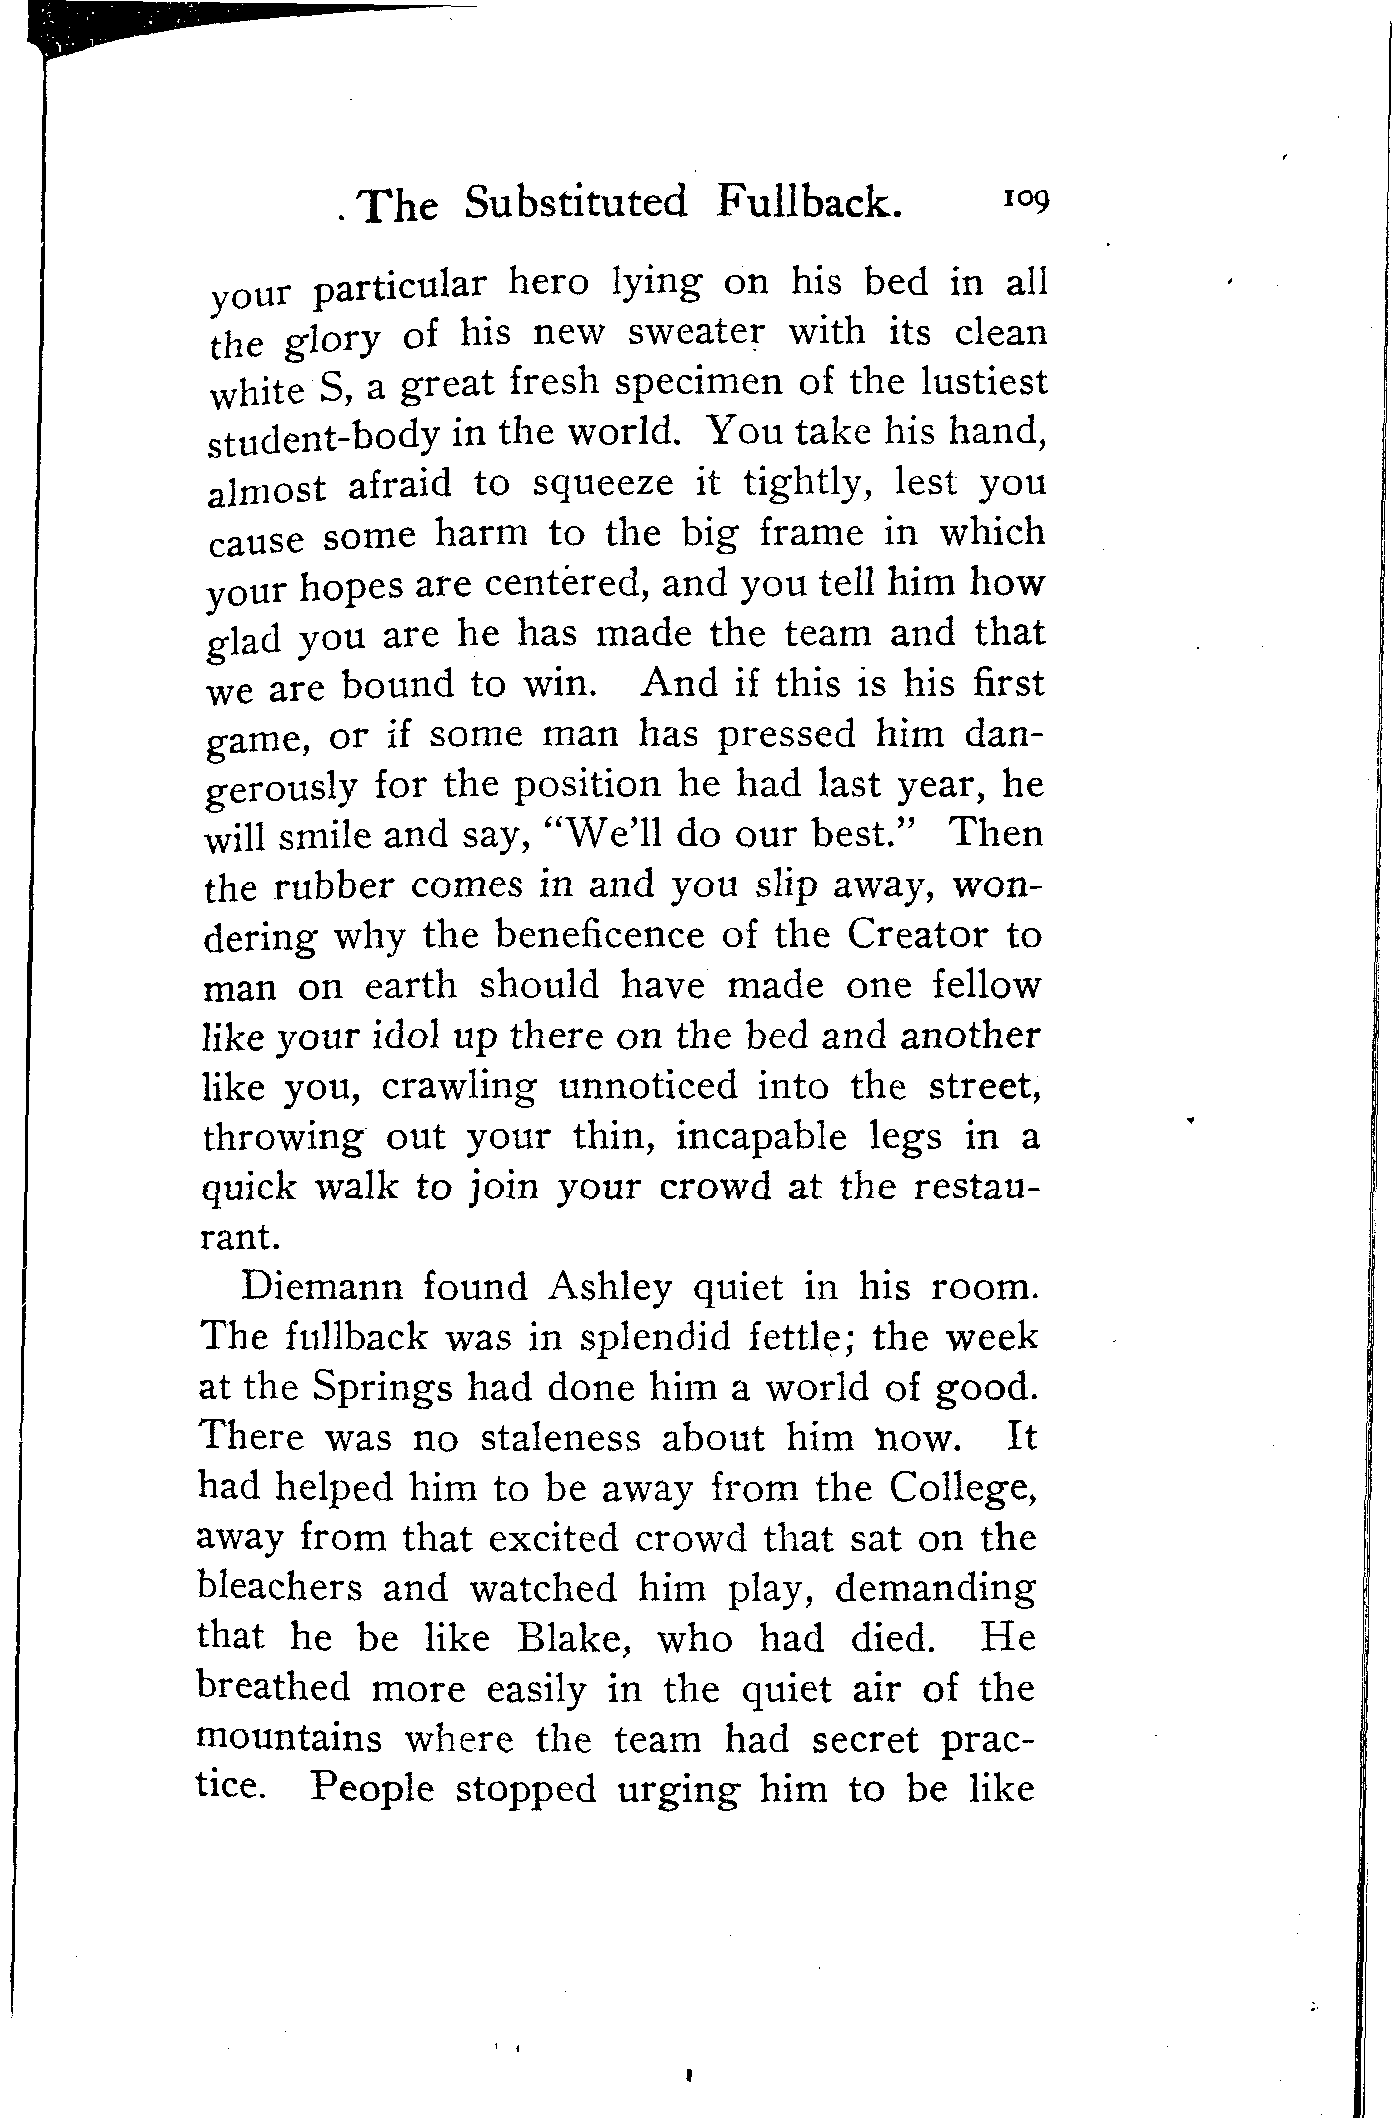 The Substituted Fullback. 109
your particular hero lying on his bed in all
the glory of his new sweater with its clean
white S, a great fresh specimen of the lustiest
student-body in the world. You take his hand,
almost afraid to squeeze it tightly, lest you
cause some harm to the big frame in which
your hopes are centered, and you tell him how
glad you are he has made the team and that
we are bound to win. And if this is his first
game, or if some man has pressed him dan-
gerously for the position he had last year, he
will smile and say, “We’ll do our best.” Then
the rubber comes in and you slip away, won-
dering why the beneficence of the Creator to
man on earth should have made one fellow
like your idol up there on the bed and another
like you, crawling unnoticed into the street,
throwing out your thin, incapable legs in a
quick walk to join your crowd at the restau-
rant.
Diemann found Ashley quiet in his room.
The fullback was in splendid fettle; the week
at the Springs had done him a world of good.
There was no staleness about him now. It
had helped him to be away from the College,
away from that excited crowd that sat on the
bleachers and watched him play, demanding
that he be like Blake, who had died. He
breathed more easily in the quiet air of the
mountains where the team had secret prac-
tice. People stopped urging him to be like